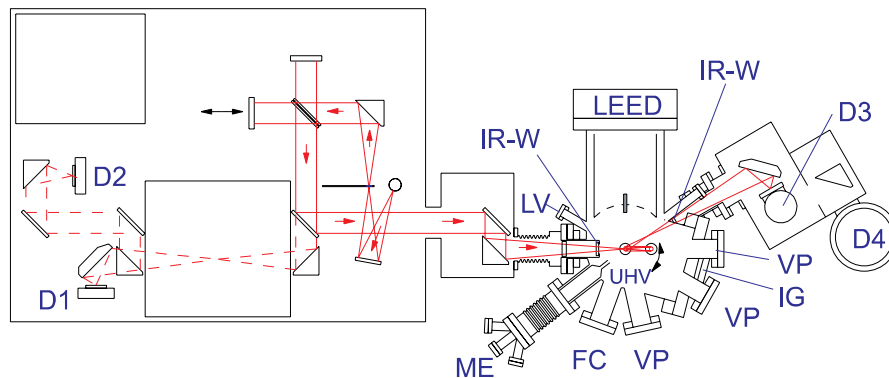 IR-W
LEED
IR-W
D3
D2
LV
D4
D1
UHV
VP
IG
VP
ME
FC
VP